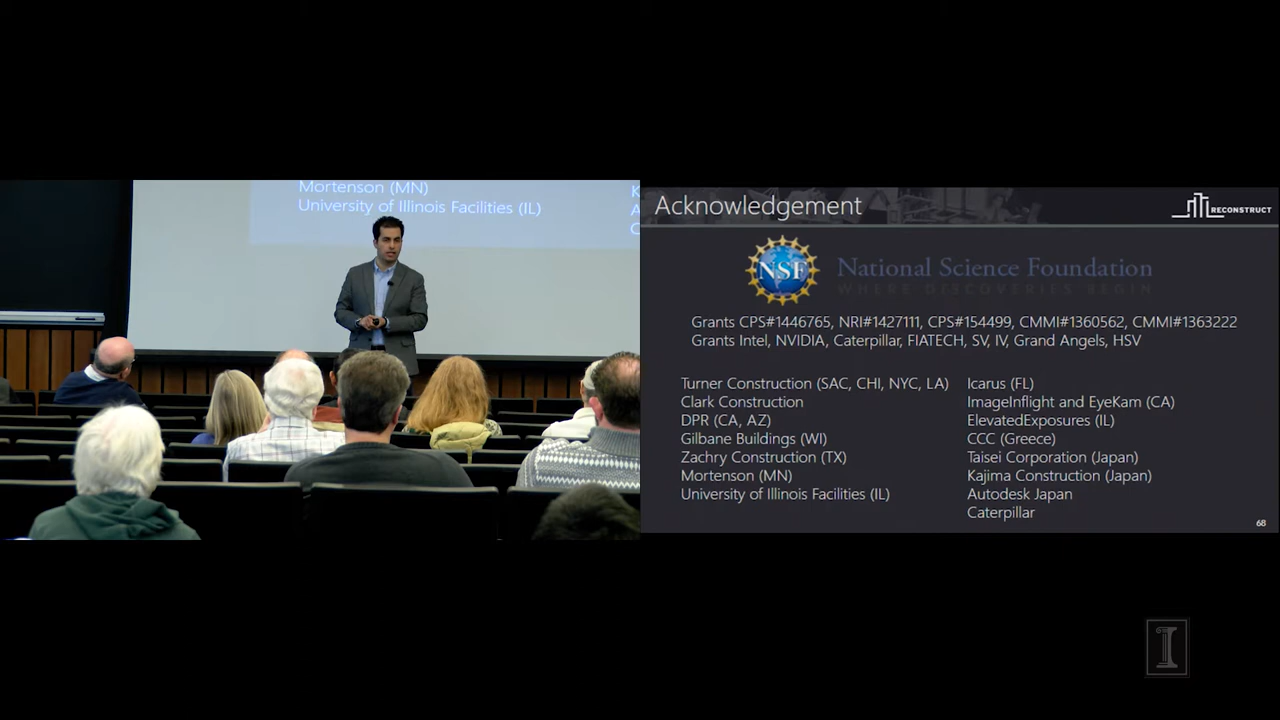 Mortenson (MN)
University of Illinois Facilities (IL)
K
A
C
Acknowledgement
RECONSTRUCT
NSF
National Science Foundation
WHERE DISCOVERIES BEGIN
Grants CPS#1446765, NRI#1427111, CPS#154499, CMMI#1360562, CMMI#1363222
Grants Intel, NVIDIA, Caterpillar, FIATECH, SV, IV, Grand Angels, HSV
Turner Construction (SAC, CHI, NYC, LA)
Clark Construction
DPR (CA, AZ)
Gilbane Buildings (WI)
Zachry Construction (TX)
Mortenson (MN)
University of Illinois Facilities (IL)
Icarus (FL)
ImageInflight and EyeKam (CA)
ElevatedExposures (IL)
CCC (Greece)
Taisei Corporation (Japan)
Kajima Construction (Japan)
Autodesk Japan
Caterpillar
68
I